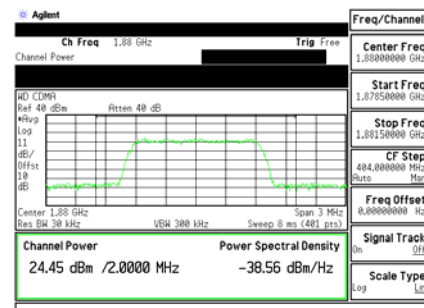 Agilent
Freq/Channel
Ch Freq 1.88 GHz Trig Free
Channel Power
Center Freq
1.88000000 GHz
Start Freq
1.87850000 GHz
Stop Freq
1.88150000 GHz
CF Step
404.000000 MHz
Auto Man
Freq Offset
0.00000000 Hz
Signal Track
On Off
Scale Type
Log Lin
WD CDMA
Ref 40 dBm Atten 40 dB
#Avg
Log
11
dB/
Offst
10
dB
Center 1.88 GHz Span 3 MHz
Res BW 30 kHz VBW 300 kHz Sweep 8 ms (401 pts)
Channel Power Power Spectral Density
24.45 dBm /2.0000 MHz -38.56 dBm/Hz